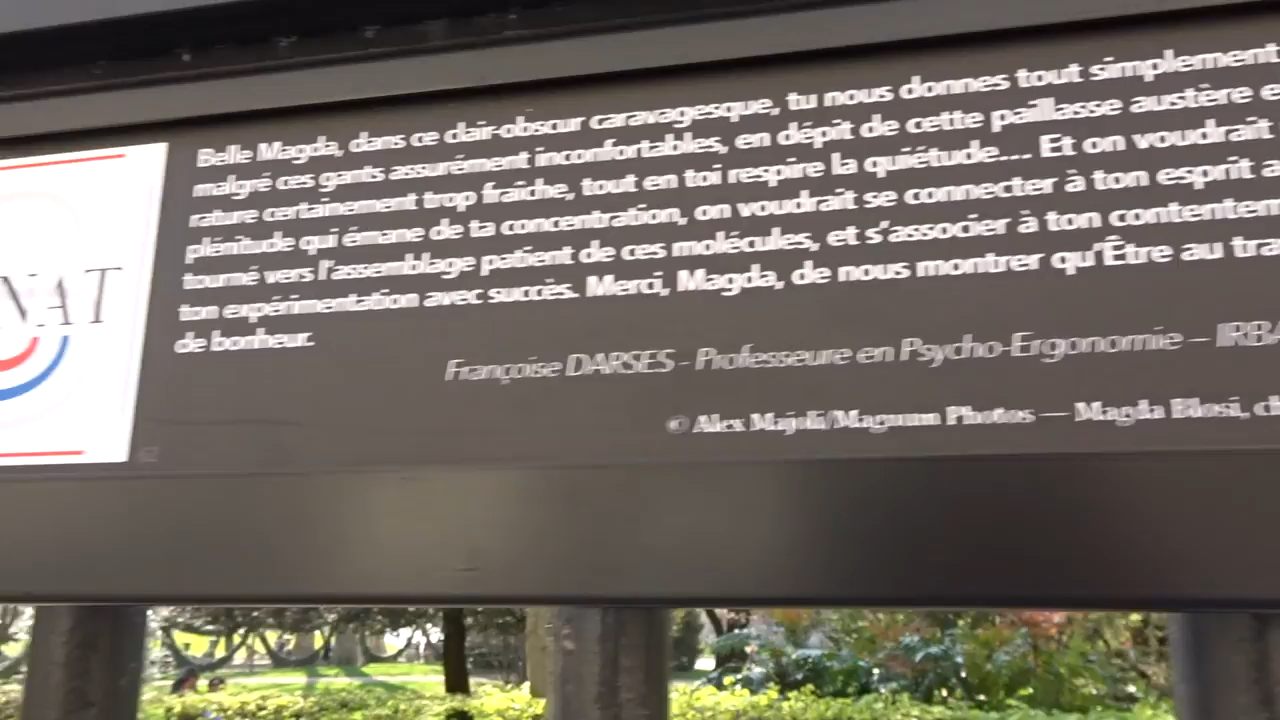 NAT
Belle Magda, dans ce clair-obscur caravagesque, tu nous donnes tout simplement
malgré ces gants assurément inconfortables, en dépit de cette paillasse austère e
rature certainement trop fraîche, tout en toi respire la quiétude... Et on voudrait
plénitude qui émane de ta concentration, on voudrait se connecter à ton esprit a
tourné vers l'assemblage patient de ces molécules, et s'associer à ton contentem
ton expérimentation avec succès. Merci, Magda, de nous montrer qu'Être au tra
de bonheur.
Françoise DARSES - Professeure en Psycho-Ergonomie – IRBA
© Alex Majoli/Magnum Photos — Magda Blosi, ch